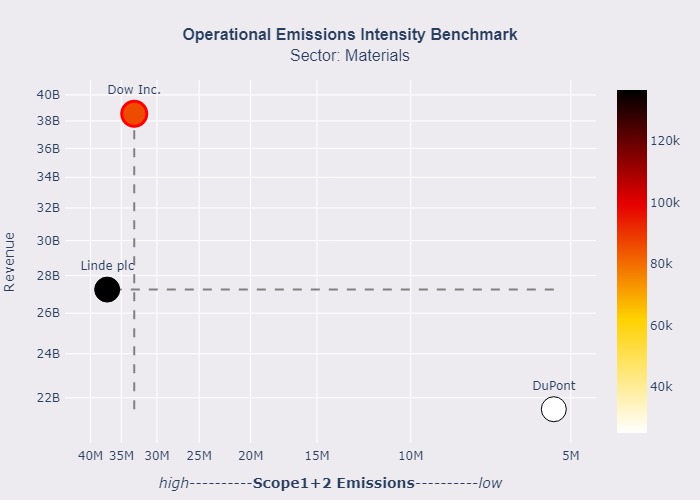 Operational Emissions Intensity Benchmark
Sector: Materials
40B
38B
36B
34B
32B
30B
28B
26B
24B
22B
Revenue
Dow Inc.
Linde plc
DuPont
120k
100k
80k
60k
40k
40M 35M 30M 25M 20M 15M 10M 5M
high----------Scope1+2 Emissions----------low